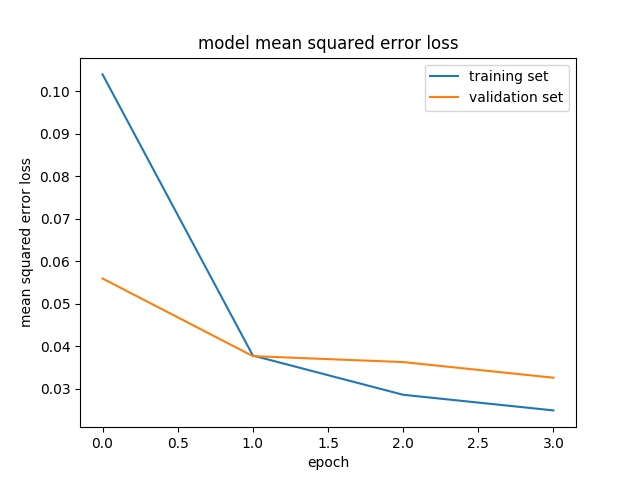 model mean squared error loss
training set
validation set
0.10
0.09
0.08
0.07
0.06
0.05
0.04
0.03
mean squared error loss
0.0 0.5 1.0 1.5 2.0 2.5 3.0
epoch